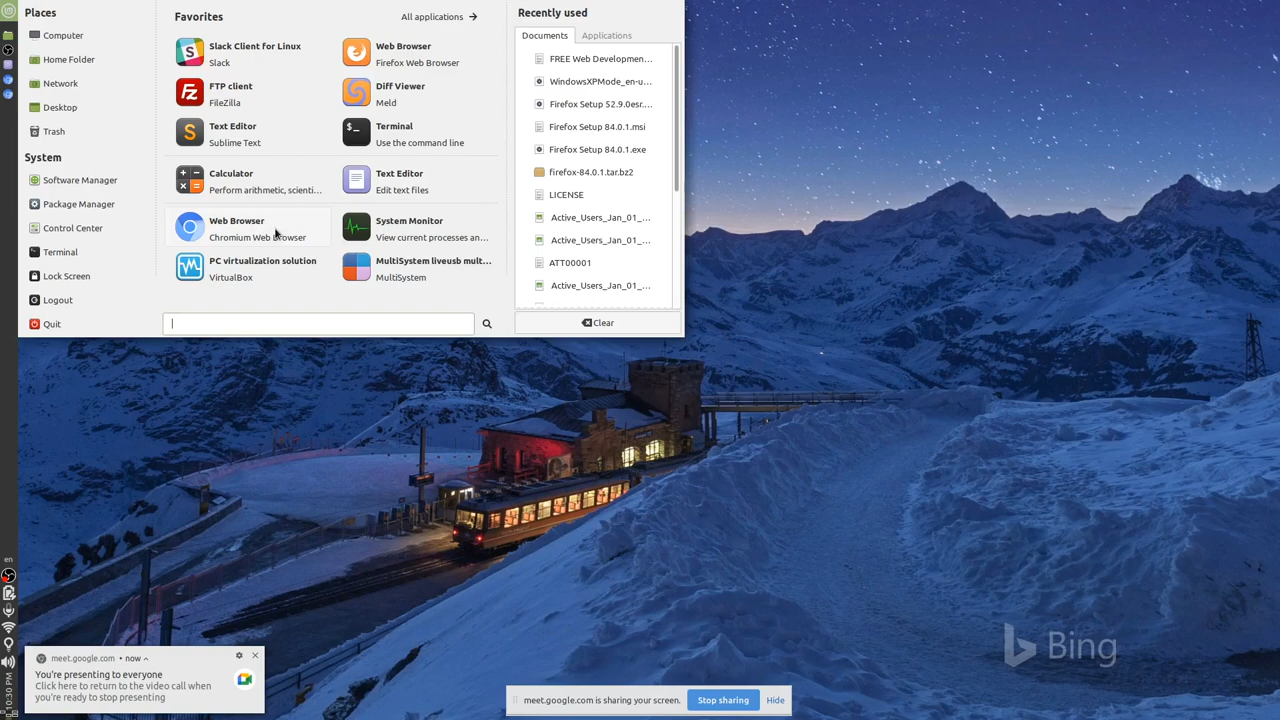 Places
Computer
Home Folder
Network
Desktop
Trash
System
Software Manager
Package Manager
Control Center
Terminal
Lock Screen
Logout
Quit
Favorites
All applications
Slack Client for Linux
Slack
Web Browser
Firefox Web Browser
FTP client
FileZilla
Diff Viewer
Meld
Text Editor
Sublime Text
Terminal
Use the command line
Calculator
Perform arithmetic, scienti...
Text Editor
Edit text files
Web Browser
Chromium Web Browser
System Monitor
View current processes an...
PC virtualization solution
VirtualBox
MultiSystem liveusb mult...
MultiSystem
Recently used
Documents
Applications
FREE Web Developmen...
WindowsXPMode_en-u...
Firefox Setup 52.9.0esr....
Firefox Setup 84.0.1.msi
Firefox Setup 84.0.1.exe
firefox-84.0.1.tar.bz2
LICENSE
Active_Users_Jan_01_...
Active_Users_Jan_01_...
ATT00001
Active_Users_Jan_01_...
Clear
en
10:30 PM
meet.google.com • now
You're presenting to everyone
Click here to return to the video call when
you're ready to stop presenting
meet.google.com is sharing your screen.
Stop sharing
Hide
Bing